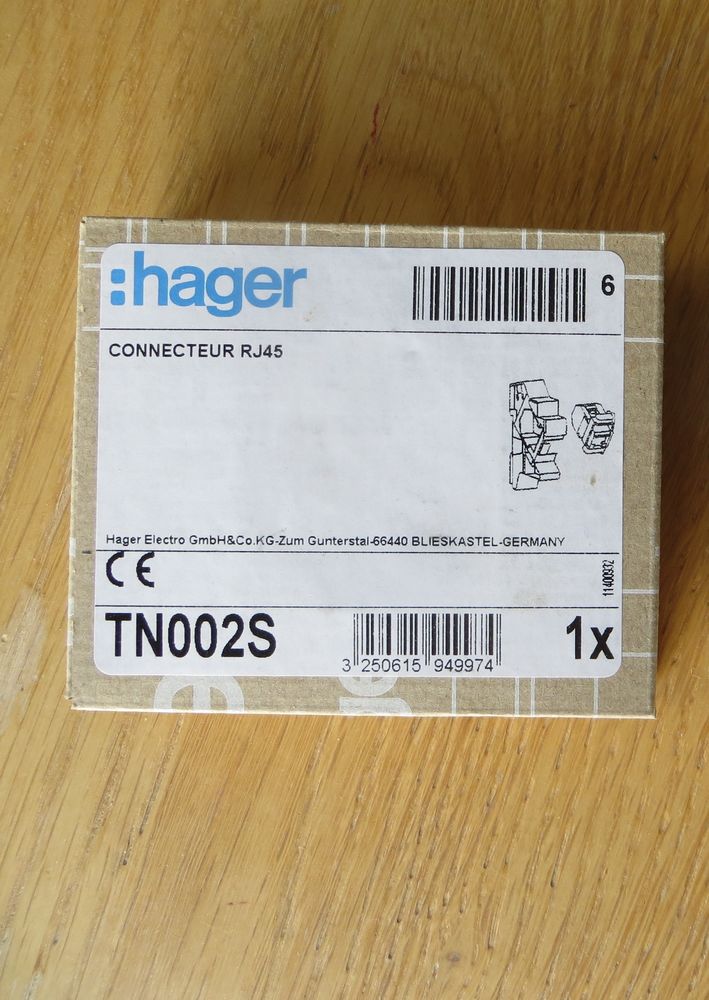 :hager
6
CONNECTEUR RJ45
Hager Electro GmbH&Co.KG-Zum Gunterstal-66440 BLIESKASTEL-GERMANY
CE
11400932
TN002S
3 250615 949974
1x